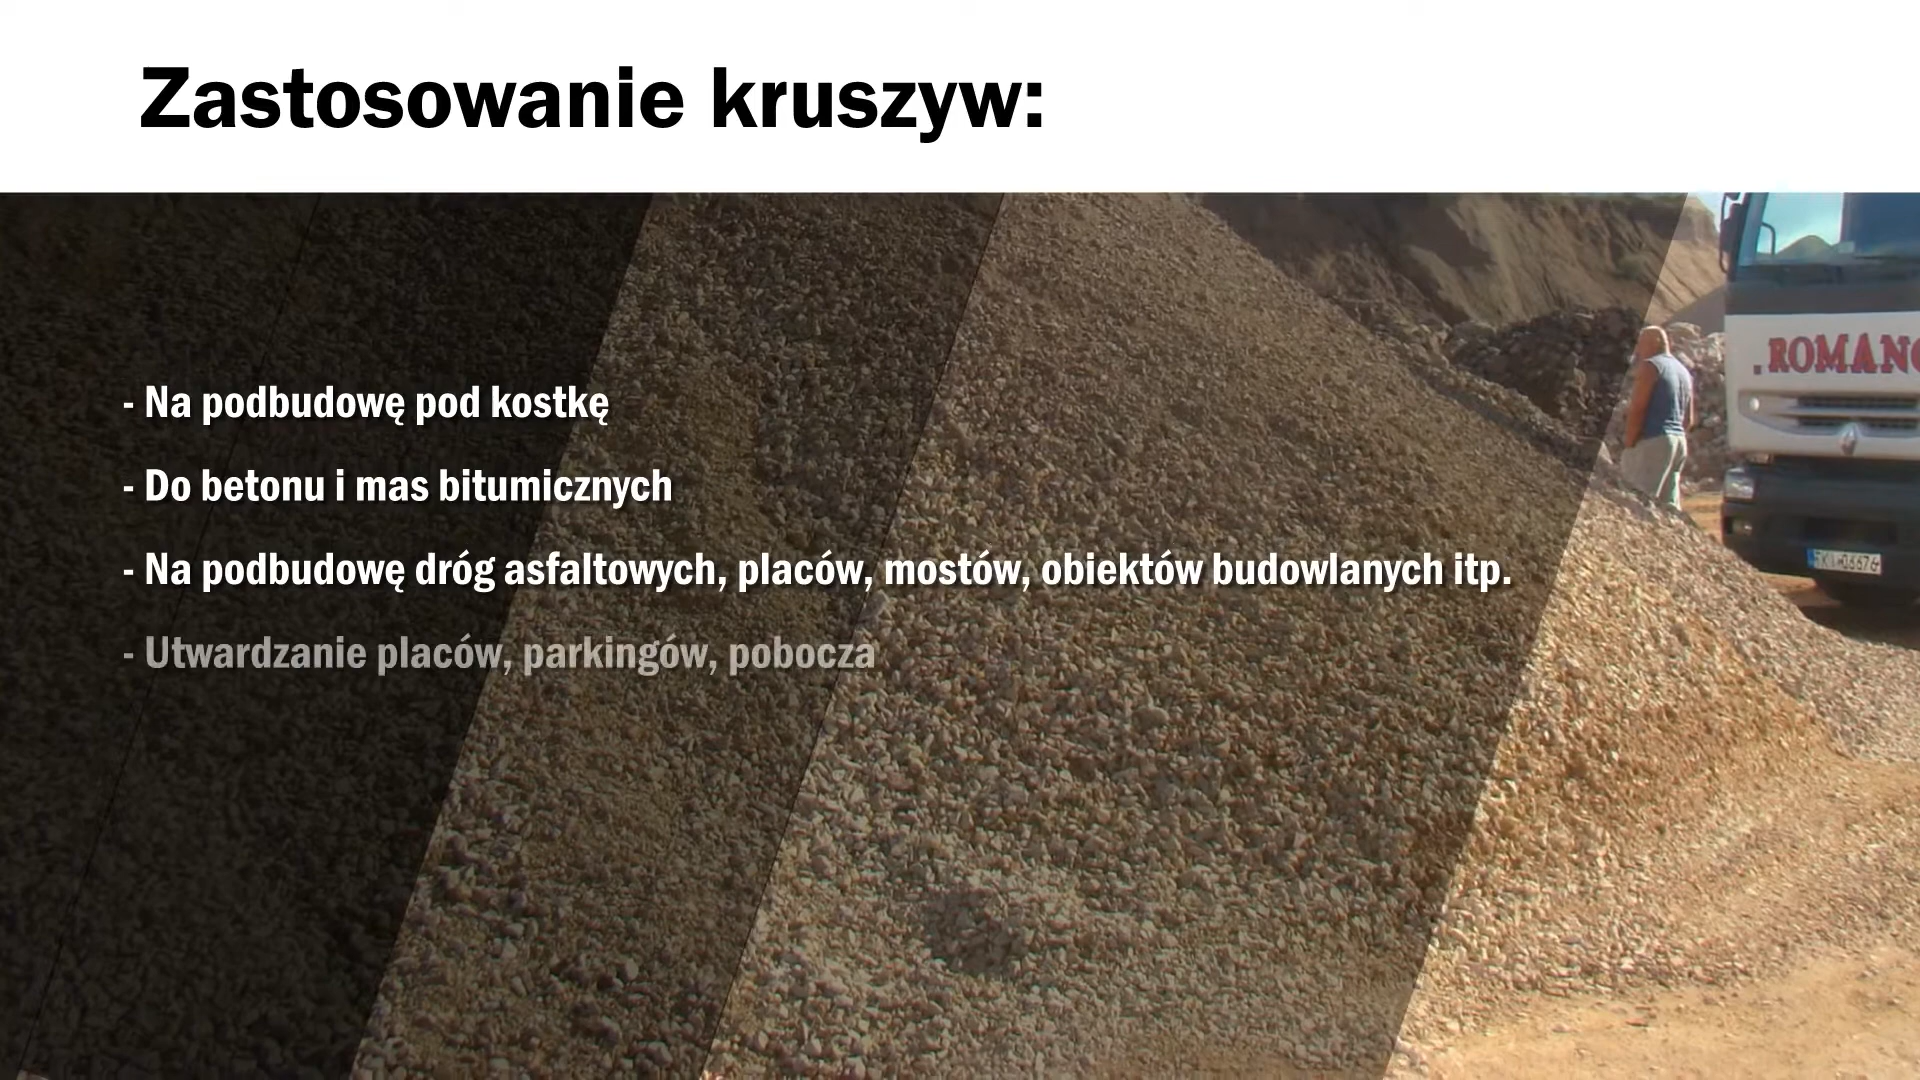 Zastosowanie kruszyw:
- Na podbudowę pod kostkę
- Do betonu i mas bitumicznych
- Na podbudowę dróg asfaltowych, placów, mostów, obiektów budowlanych itp.
- Utwardzanie placów, parkingów, pobocza